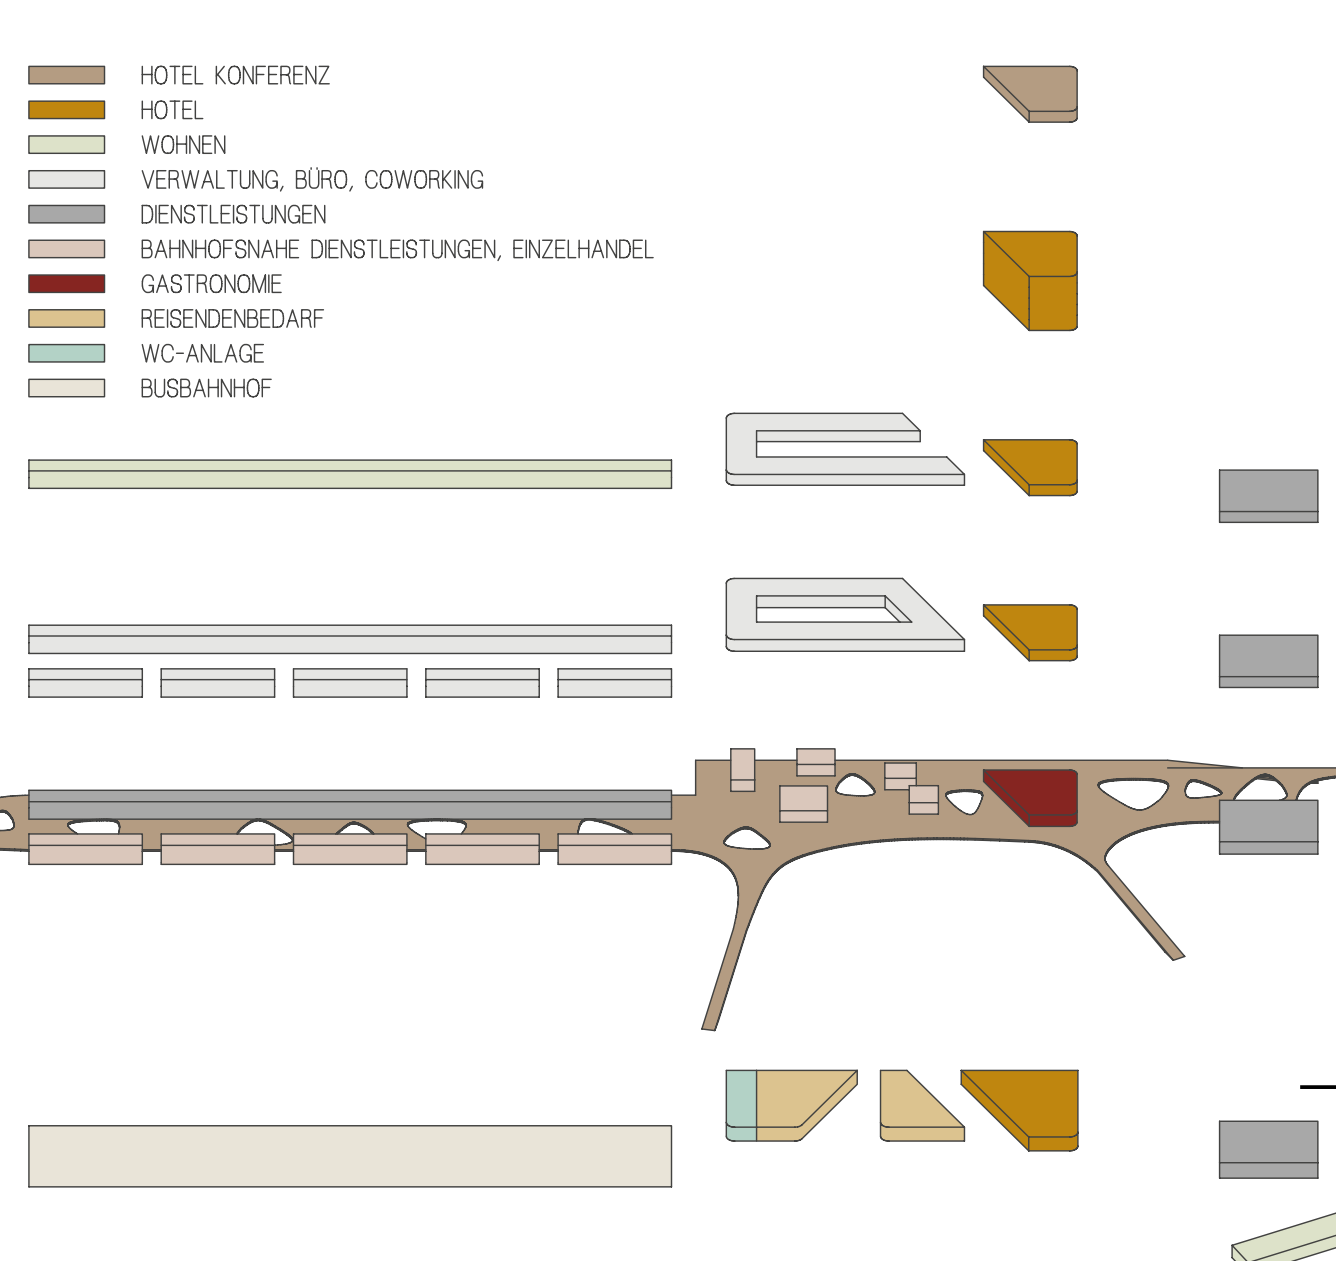 HOTEL KONFERENZ
HOTEL
WOHNEN
VERWALTUNG, BÜRO, COWORKING
DIENSTLEISTUNGEN
BAHNHOFSNAHE DIENSTLEISTUNGEN, EINZELHANDEL
GASTRONOMIE
REISENDENBEDARF
WC-ANLAGE
BUSBAHNHOF